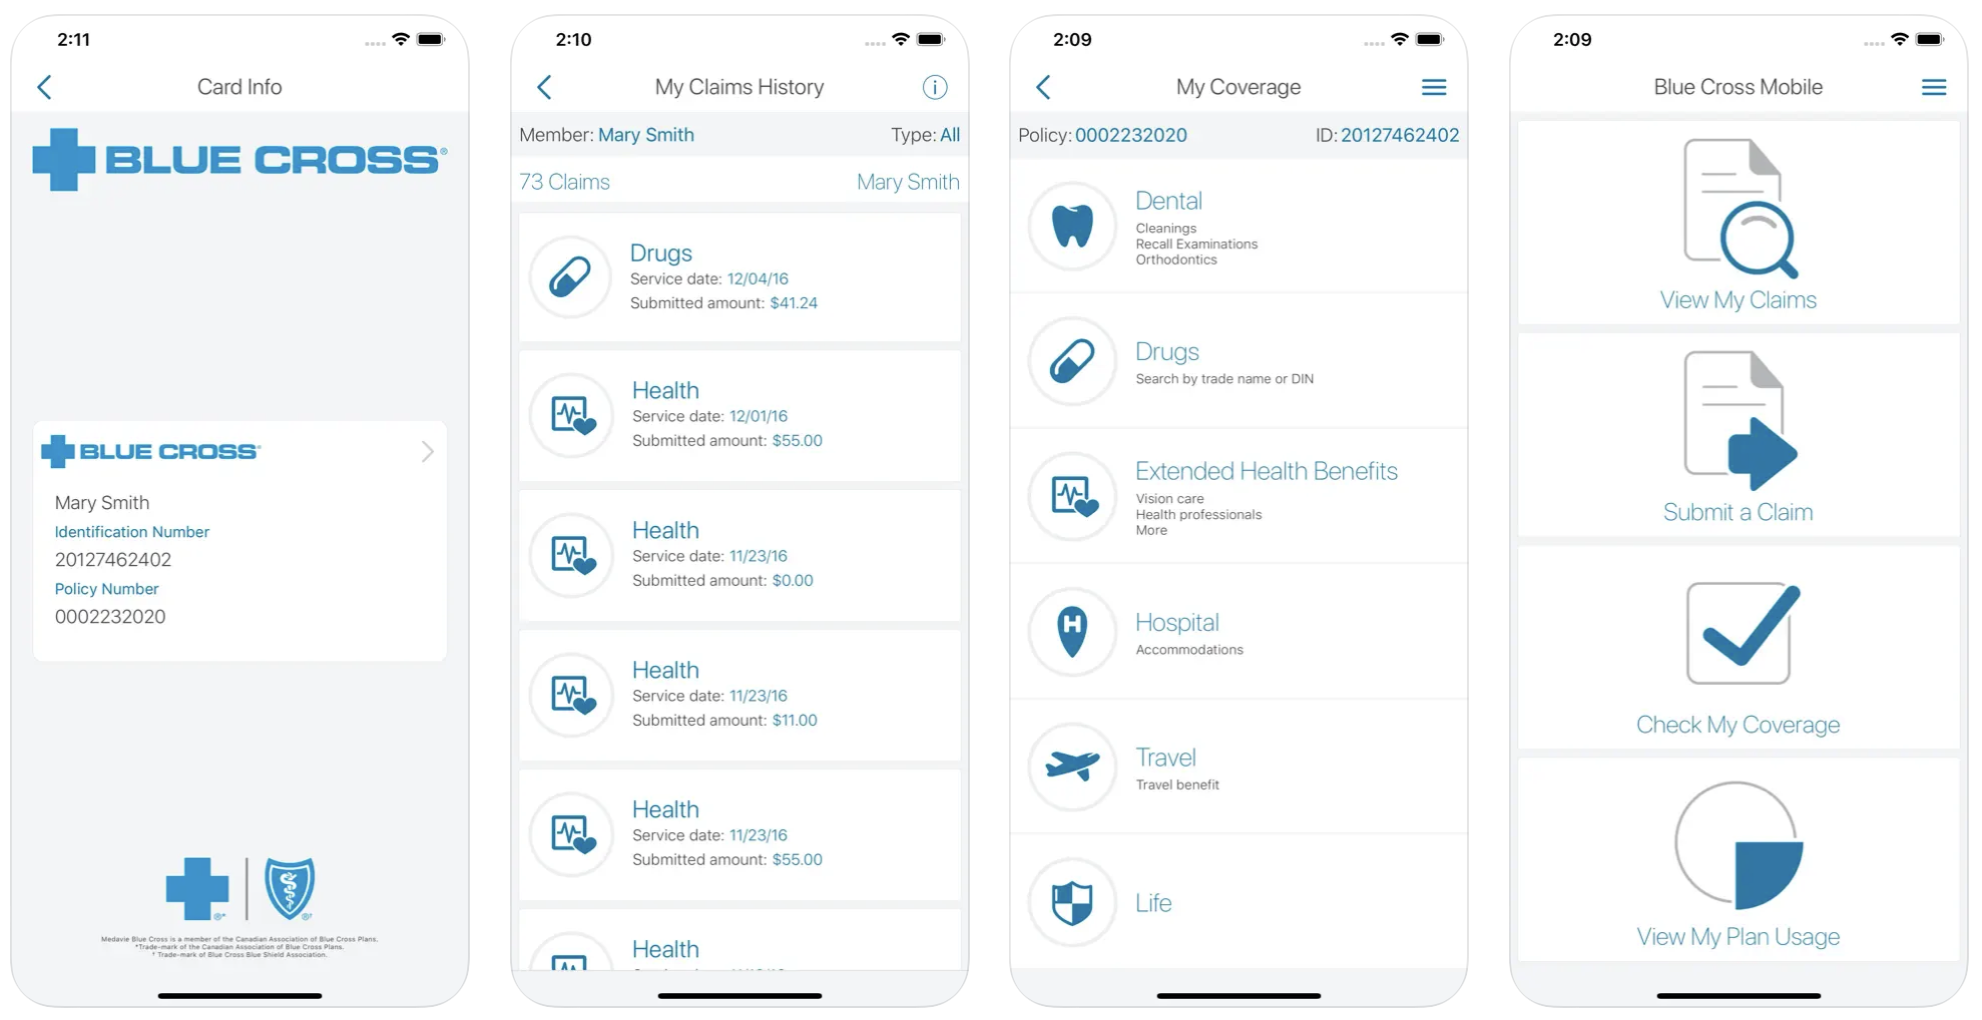 2:11
Card Info
BLUE CROSS®
BLUE CROSS
Mary Smith
Identification Number
20127462402
Policy Number
0002232020
Medavie Blue Cross is a member of the Canadian Association of Blue Cross Plans.
*Trade-mark of the Canadian Association of Blue Cross Plans.
† Trade-mark of Blue Cross Blue Shield Association.
2:10
My Claims History
Member: Mary Smith Type: All
73 Claims Mary Smith
Drugs
Service date: 12/04/16
Submitted amount: $41.24
Health
Service date: 12/01/16
Submitted amount: $55.00
Health
Service date: 11/23/16
Submitted amount: $0.00
Health
Service date: 11/23/16
Submitted amount: $11.00
Health
Service date: 11/23/16
Submitted amount: $55.00
Health
2:09
My Coverage
Policy: 0002232020 ID: 20127462402
Dental
Cleanings
Recall Examinations
Orthodontics
Drugs
Search by trade name or DIN
Extended Health Benefits
Vision care
Health professionals
More
H
Hospital
Accommodations
Travel
Travel benefit
Life
2:09
Blue Cross Mobile
View My Claims
Submit a Claim
Check My Coverage
View My Plan Usage